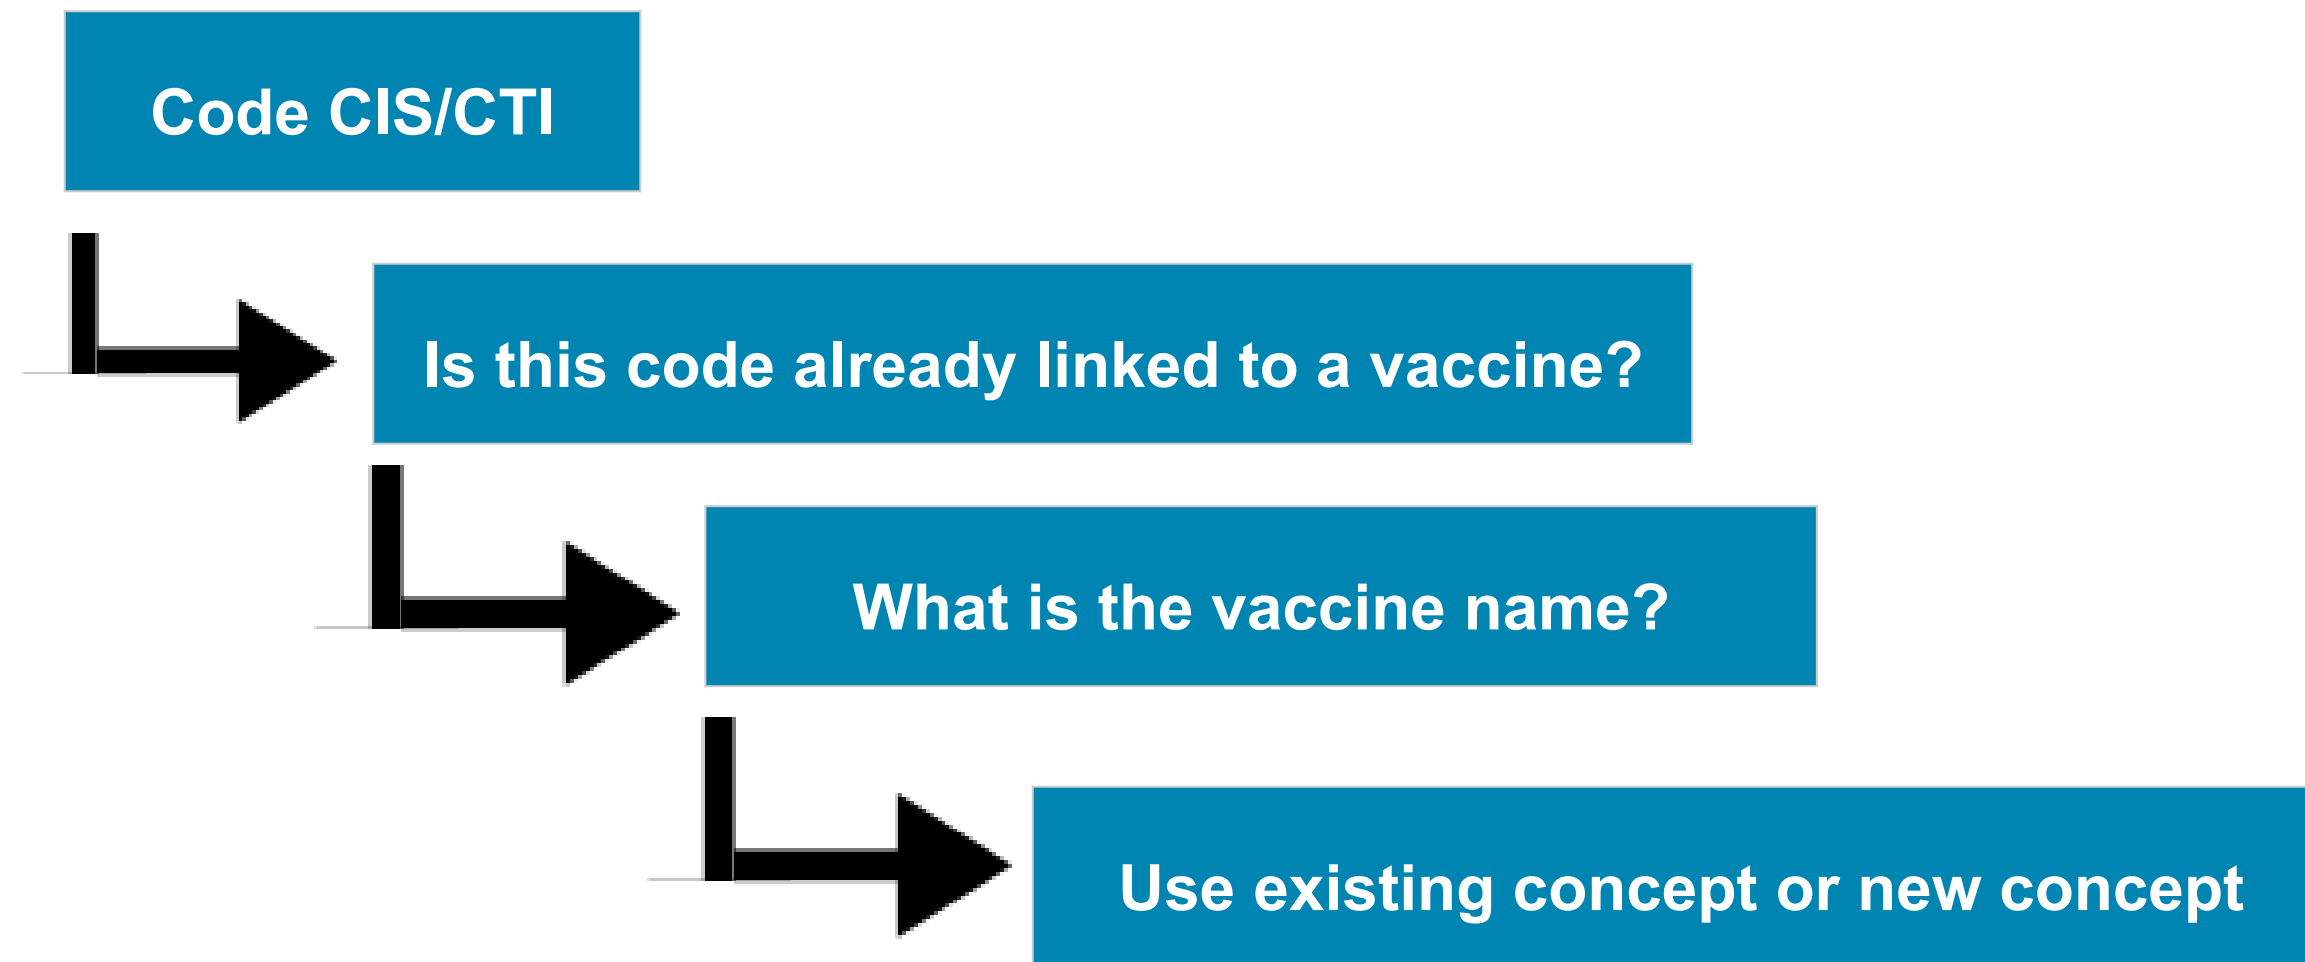 Code CIS/CTI
Is this code already linked to a vaccine?
What is the vaccine name?
Use existing concept or new concept